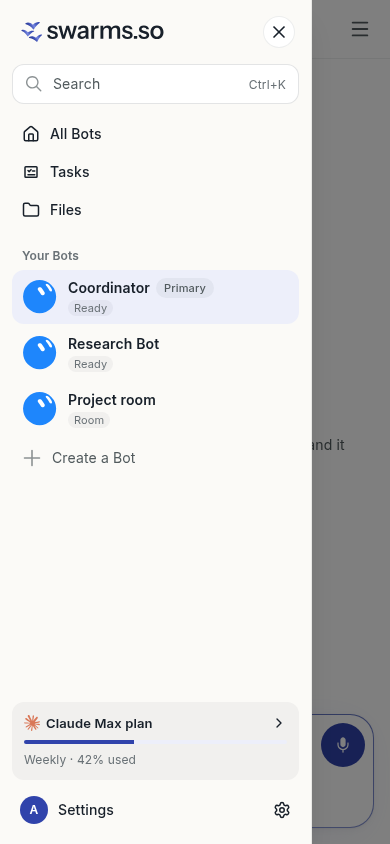 swarms.so
Search Ctrl+K
All Bots
Tasks
Files
Your Bots
Coordinator Primary
Ready
Research Bot
Ready
Project room
Room
and it
Create a Bot
Claude Max plan
Weekly · 42% used
A Settings